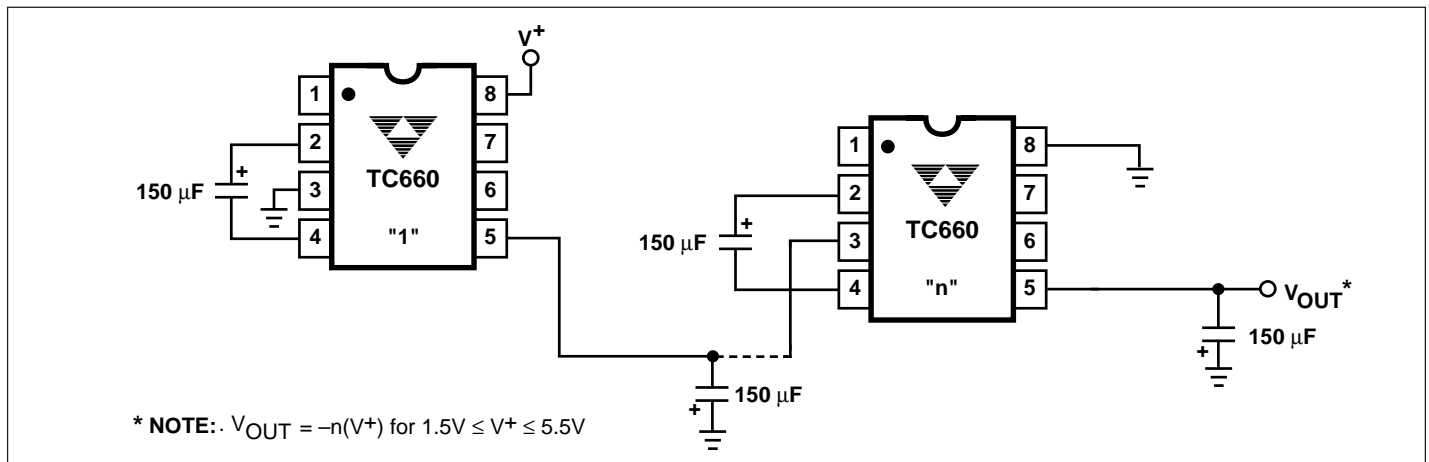 V+
1
2
3
4
8
7
6
5
TC660
"1"
150 µF
1
2
3
4
8
7
6
5
TC660
"n"
150 µF
150 µF
VOUT*
150 µF
* NOTE: . VOUT = –n(V+) for 1.5V ≤ V+ ≤ 5.5V
+
+
+
+